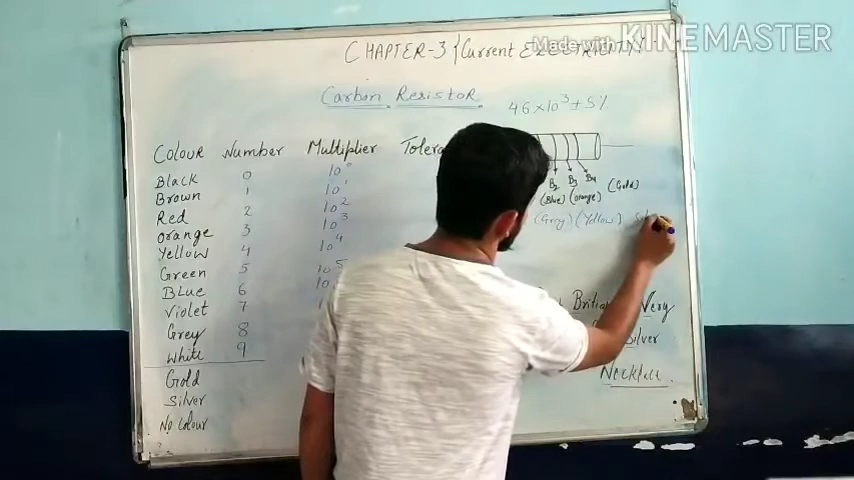 Made with KINEMASTER
CHAPTER-3 {Current ELECTRICITY}
Carbon Resistor
46 × 10³ ± 5%
Colour Number Multiplier
Black 0 10⁰
Brown 1 10¹
Red 2 10²
Orange 3 10³
Yellow 4 10⁴
Green 5 10⁵
Blue 6
Violet 7
Grey 8
White 9
Gold
Silver
No Colour
B2 B3 B4
(Blue) (orange) (Gold)
(Grey) (Yellow)
Very
Silver
Necklace.